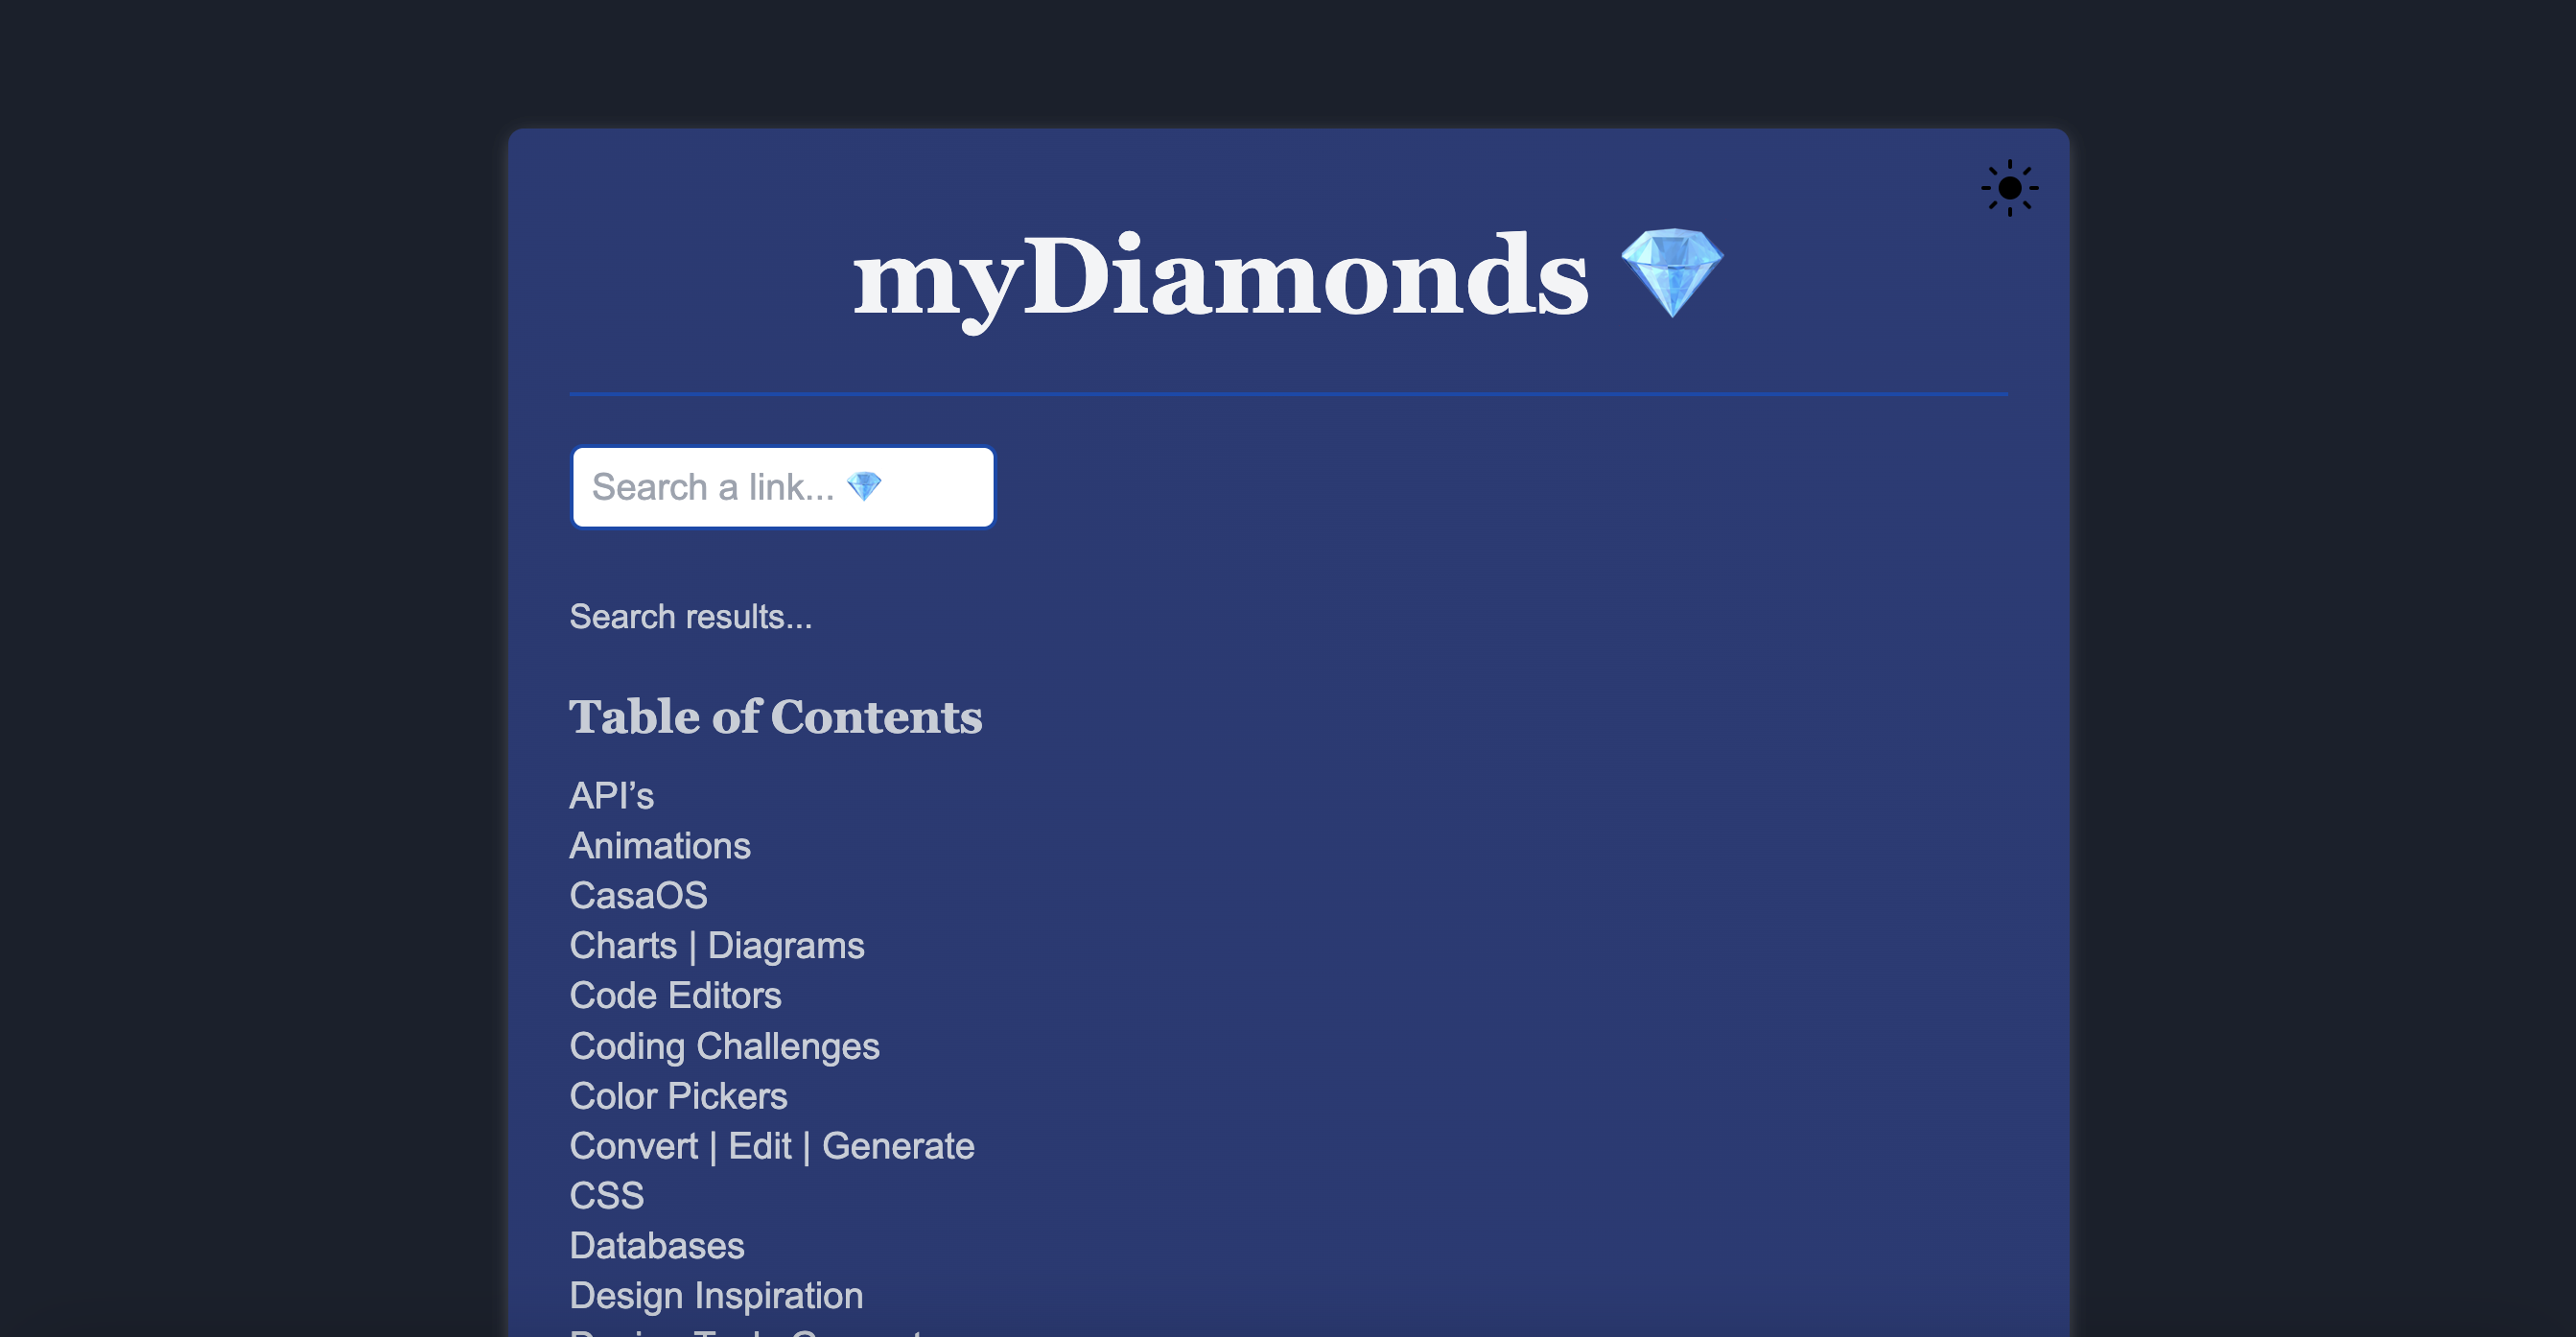 myDiamonds 💎
Search a link... 💎
Search results...
Table of Contents
API’s
Animations
CasaOS
Charts | Diagrams
Code Editors
Coding Challenges
Color Pickers
Convert | Edit | Generate
CSS
Databases
Design Inspiration